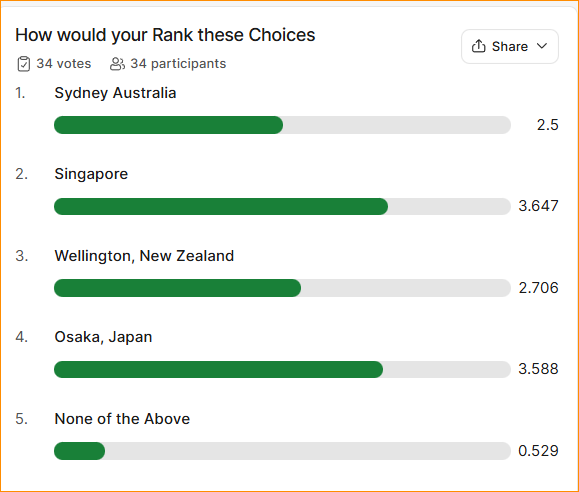 How would your Rank these Choices
Share
34 votes 34 participants
1. Sydney Australia
2.5
2. Singapore
3.647
3. Wellington, New Zealand
2.706
4. Osaka, Japan
3.588
5. None of the Above
0.529